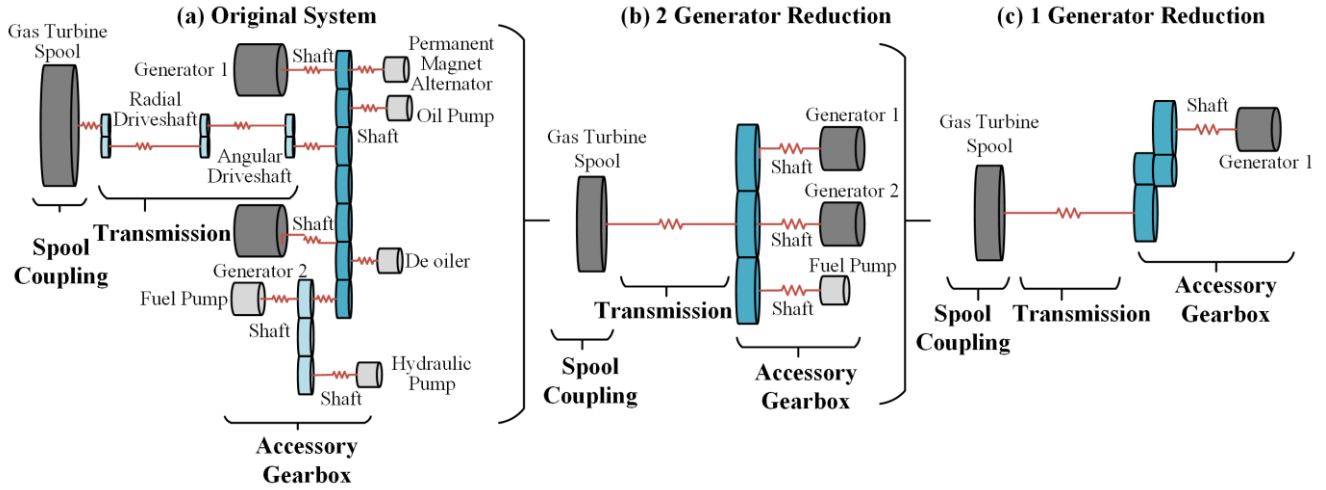 (a) Original System
Gas Turbine
Spool
Generator 1
Shaft
Permanent
Magnet
Alternator
Radial
Driveshaft
Oil Pump
Shaft
Angular
Driveshaft
Spool
Coupling
Transmission
Shaft
Generator 2
De oiler
Fuel Pump
Shaft
Hydraulic
Pump
Shaft
Accessory
Gearbox
(b) 2 Generator Reduction
Gas Turbine
Spool
Generator 1
Shaft
Generator 2
Shaft
Fuel Pump
Shaft
Transmission
Spool
Coupling
Accessory
Gearbox
(c) 1 Generator Reduction
Shaft
Gas Turbine
Spool
Generator 1
Spool
Coupling
Transmission
Accessory
Gearbox